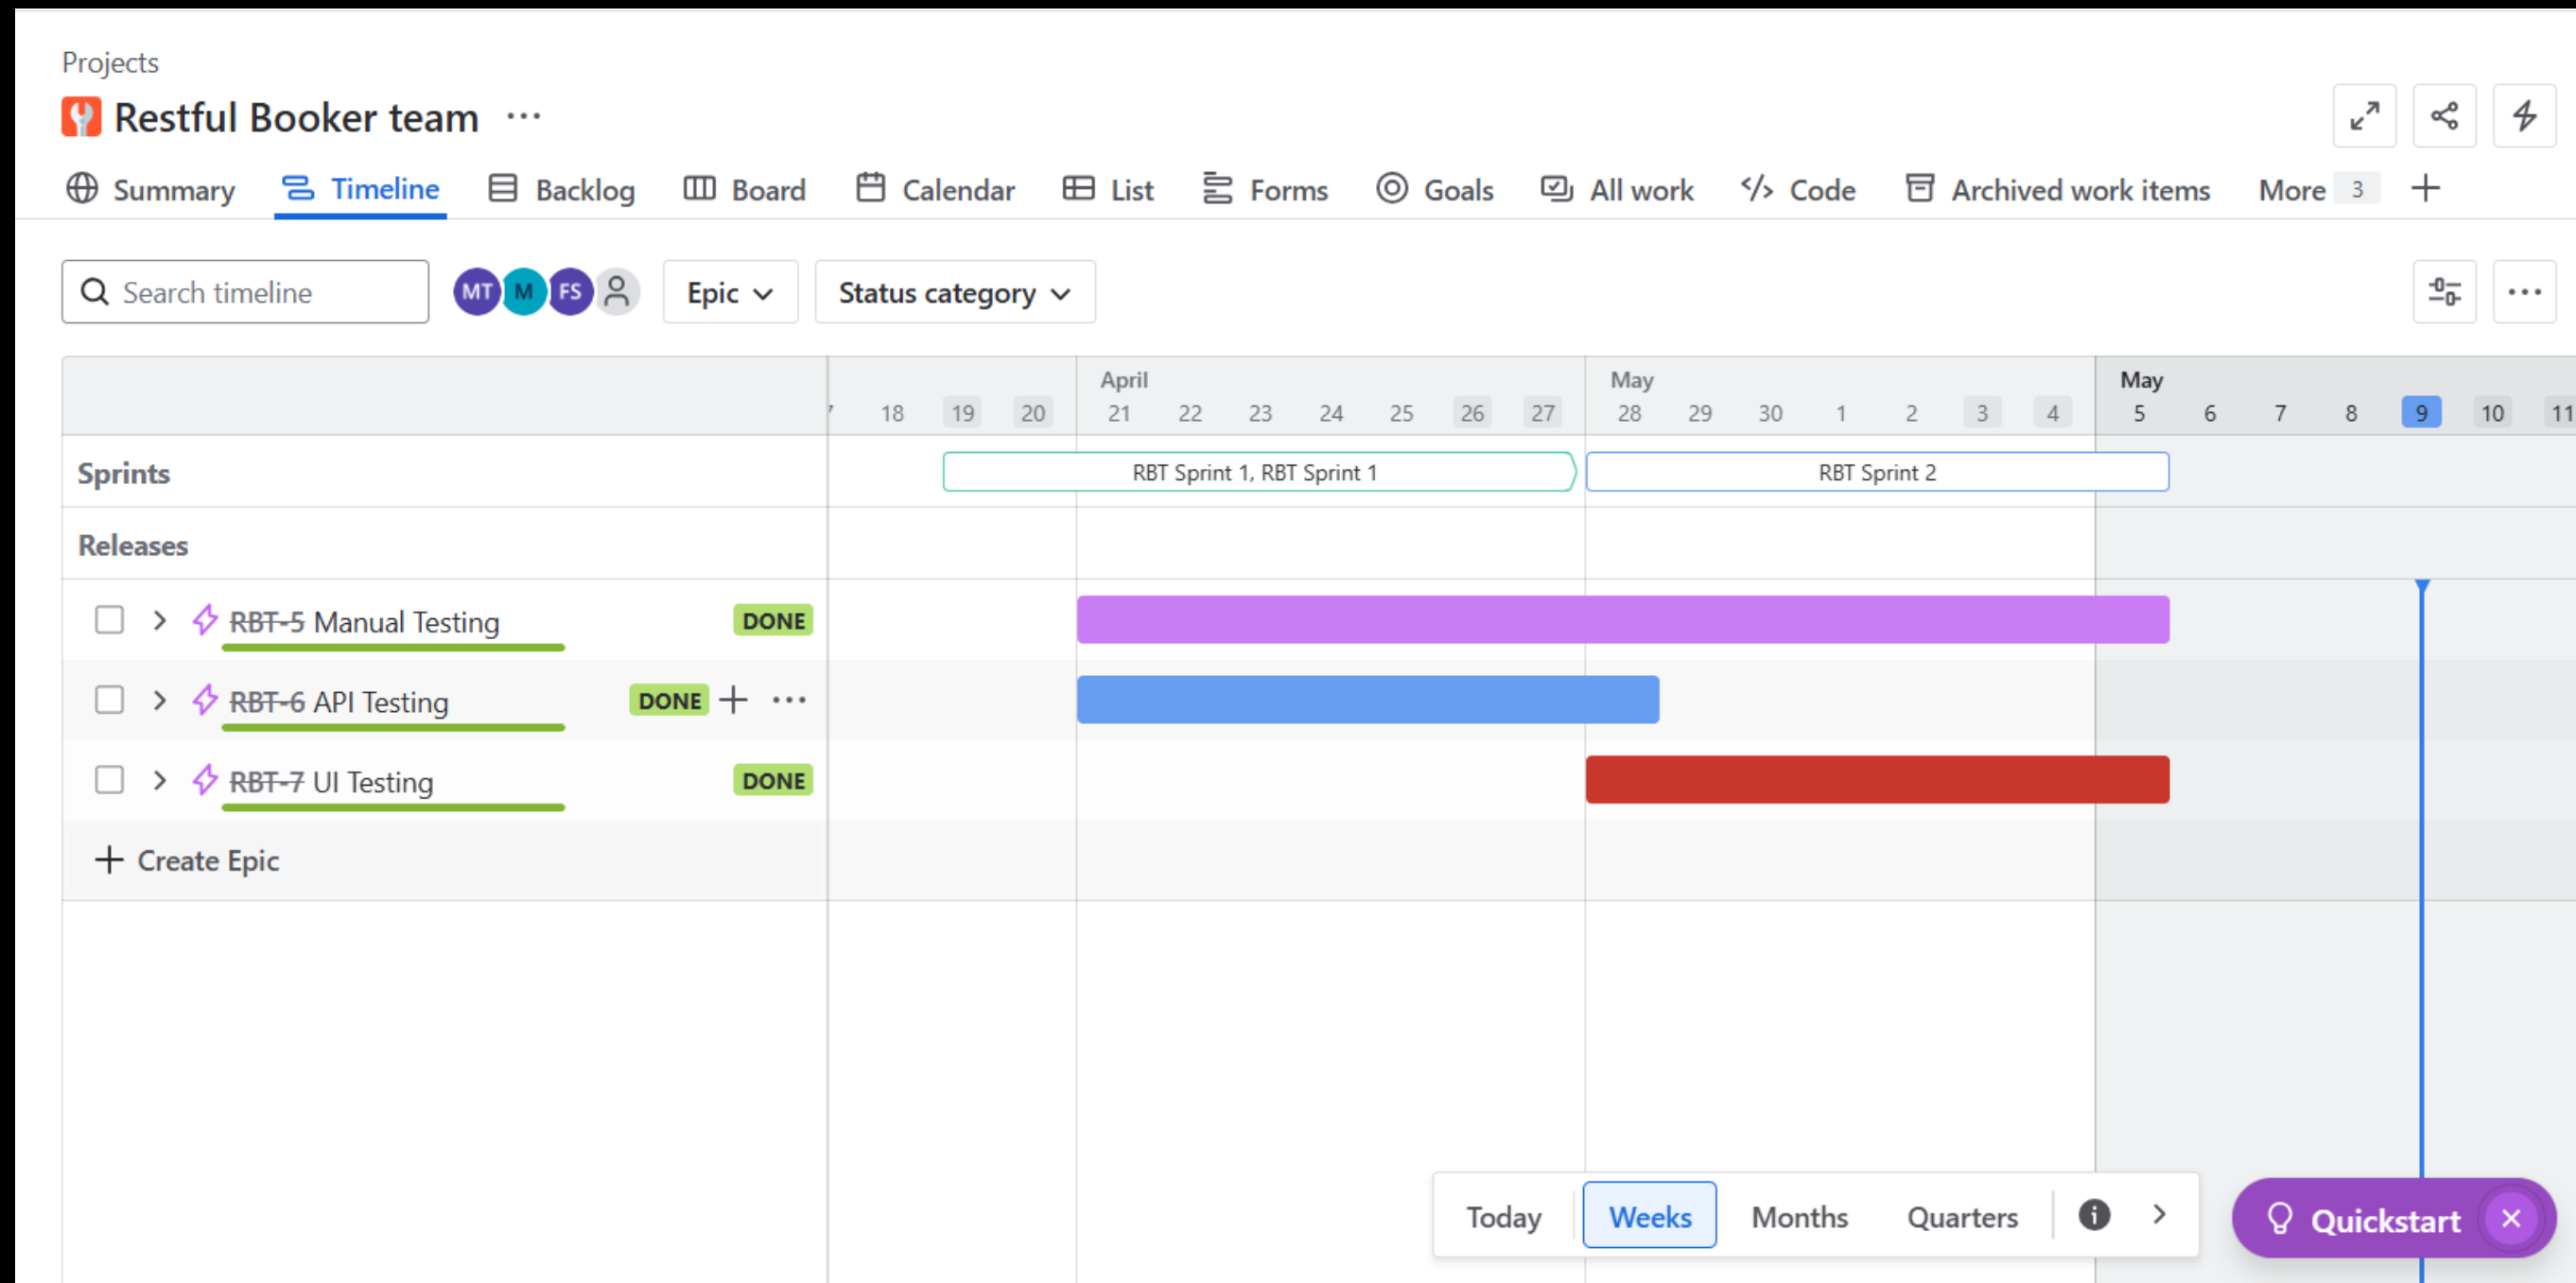 Projects
Restful Booker team ...
Summary Timeline Backlog Board Calendar List Forms Goals All work Code Archived work items More 3
Search timeline MT M FS Epic Status category
April May May
18 19 20 21 22 23 24 25 26 27 28 29 30 1 2 3 4 5 6 7 8 9 10 11
Sprints RBT Sprint 1, RBT Sprint 1 RBT Sprint 2
Releases
RBT-5 Manual Testing DONE
RBT-6 API Testing DONE
RBT-7 UI Testing DONE
+ Create Epic
Today Weeks Months Quarters Quickstart